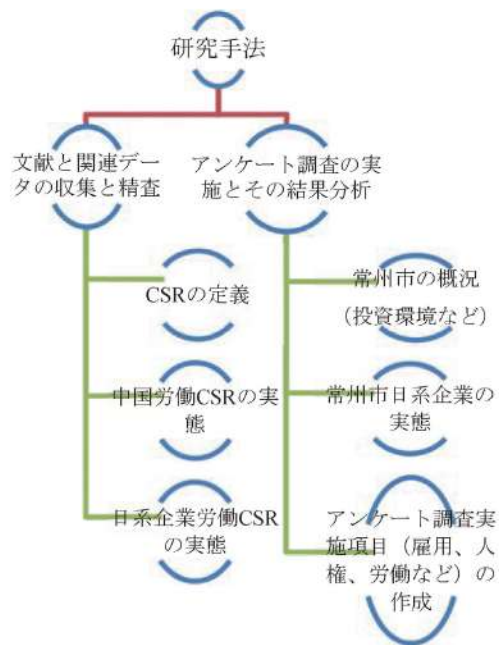 研究手法
文献と関連デー
タの収集と精査
アンケート調査の実
施とその結果分析
CSRの定義
中国労働CSRの実
態
日系企業労働CSR
の実態
常州市の概況
（投資環境など）
常州市日系企業の
実態
アンケート調査実
施項目（雇用、人
権、労働など）の
作成